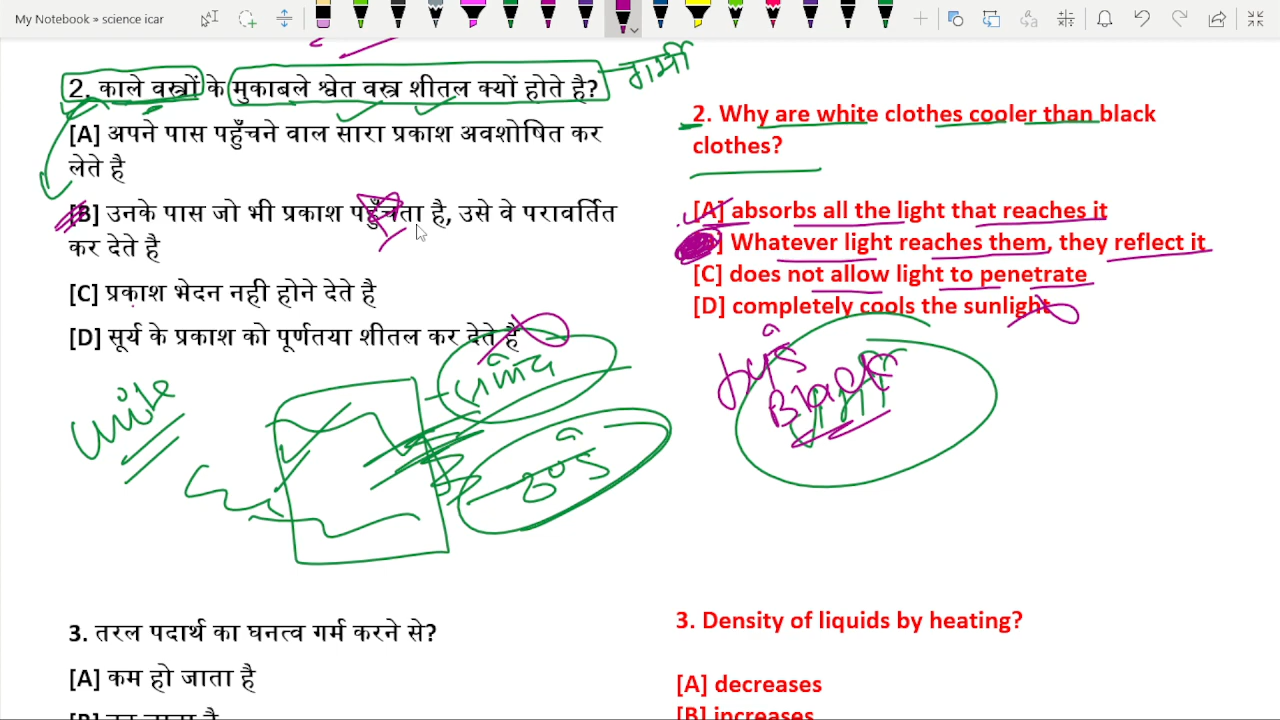 My Notebook » science icar
2. काले वस्त्रों के मुकाबले श्वेत वस्त्र शीतल क्यों होते है?
गर्मी
[A] अपने पास पहुँचने वाल सारा प्रकाश अवशोषित कर
लेते है
[B] उनके पास जो भी प्रकाश पहुँचता है, उसे वे परावर्तित
कर देते है
[C] प्रकाश भेदन नही होने देते है
[D] सूर्य के प्रकाश को पूर्णतया शीतल कर देते है
2. Why are white clothes cooler than black
clothes?
[A] absorbs all the light that reaches it
] Whatever light reaches them, they reflect it
[C] does not allow light to penetrate
[D] completely cools the sunlight
Black
3. तरल पदार्थ का घनत्व गर्म करने से?
[A] कम हो जाता है
3. Density of liquids by heating?
[A] decreases
[B] increases